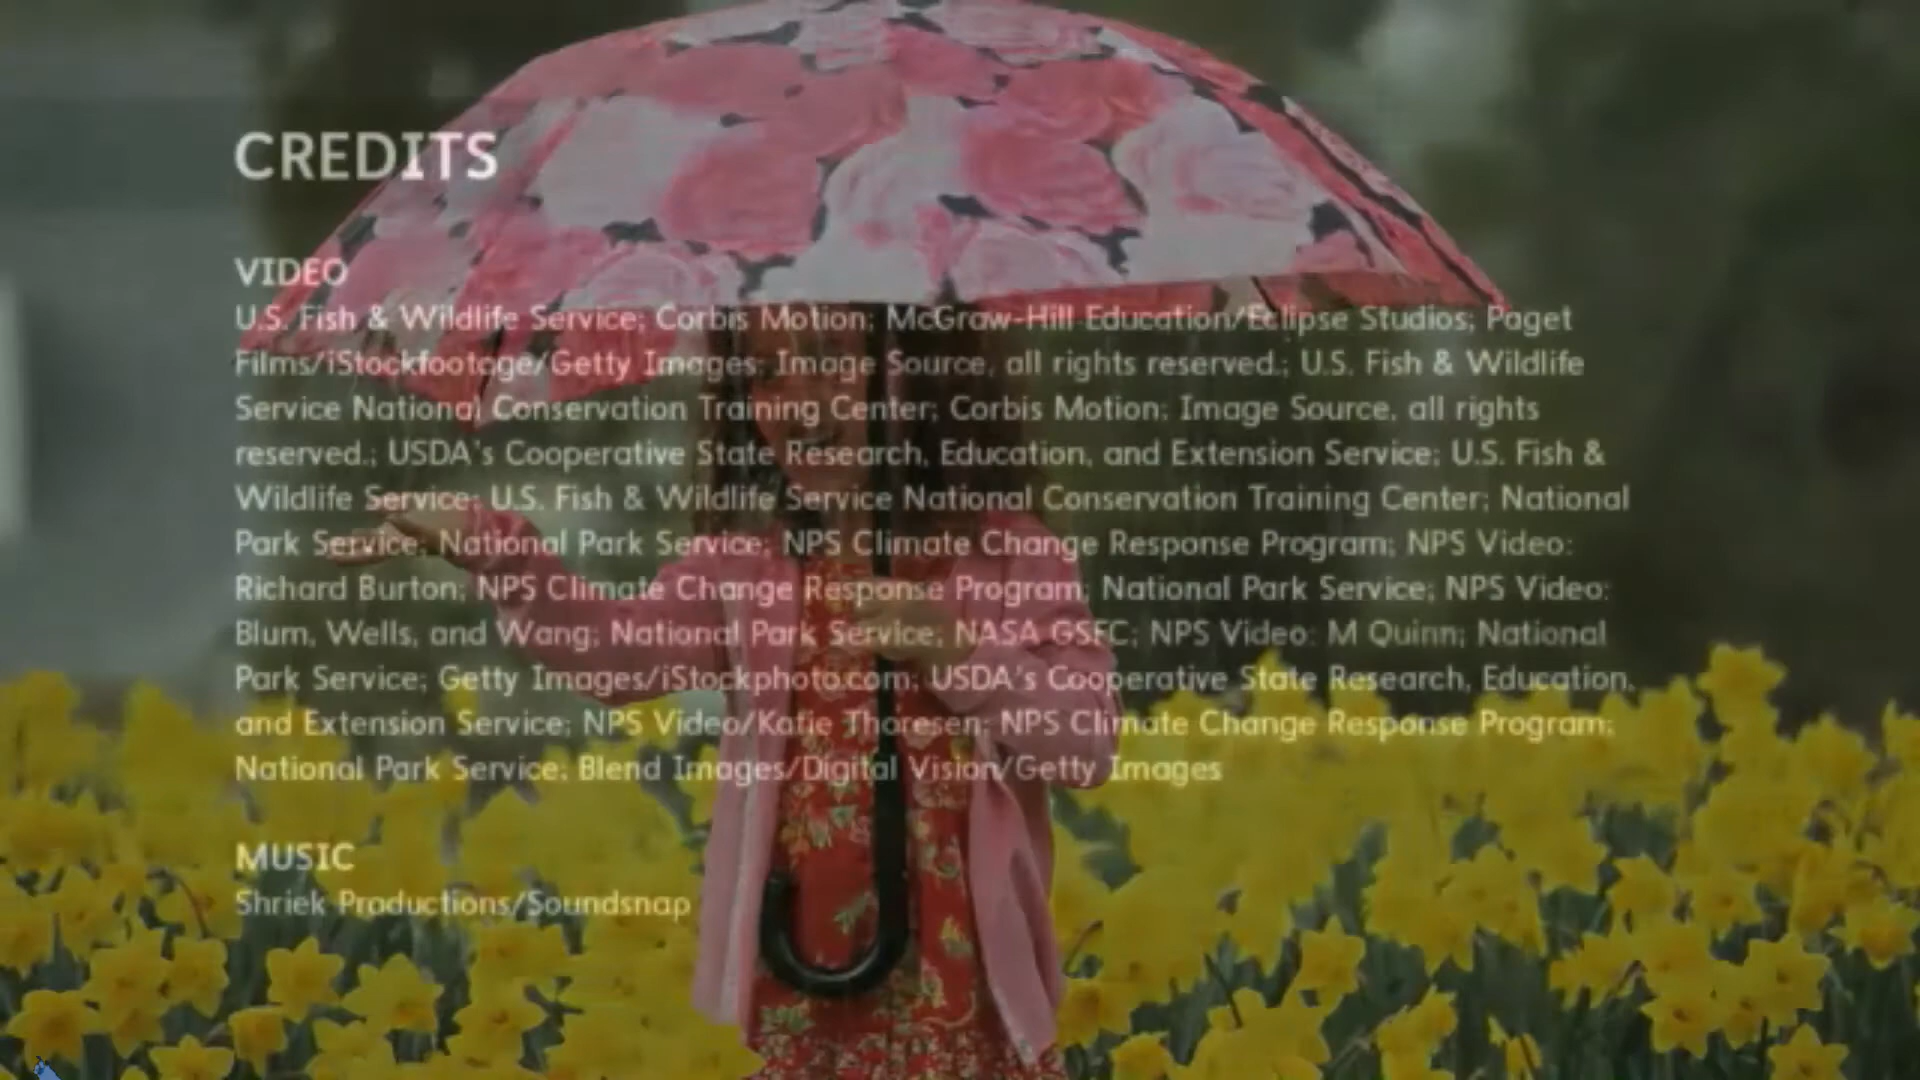 CREDITS
VIDEO
U.S. Fish & Wildlife Service; Corbis Motion; McGraw-Hill Education/Eclipse Studios; Paget
Films/iStockfootage/Getty Images; Image Source, all rights reserved.; U.S. Fish & Wildlife
Service National Conservation Training Center; Corbis Motion; Image Source, all rights
reserved.; USDA's Cooperative State Research, Education, and Extension Service; U.S. Fish &
Wildlife Service; U.S. Fish & Wildlife Service National Conservation Training Center; National
Park Service; National Park Service; NPS Climate Change Response Program; NPS Video:
Richard Burton; NPS Climate Change Response Program; National Park Service; NPS Video:
Blum, Wells, and Wang; National Park Service; NASA GSFC; NPS Video: M Quinn; National
Park Service; Getty Images/iStockphoto.com; USDA's Cooperative State Research, Education,
and Extension Service; NPS Video/Katie Thoresen; NPS Climate Change Response Program;
National Park Service; Blend Images/Digital Vision/Getty Images
MUSIC
Shriek Productions/Soundsnap